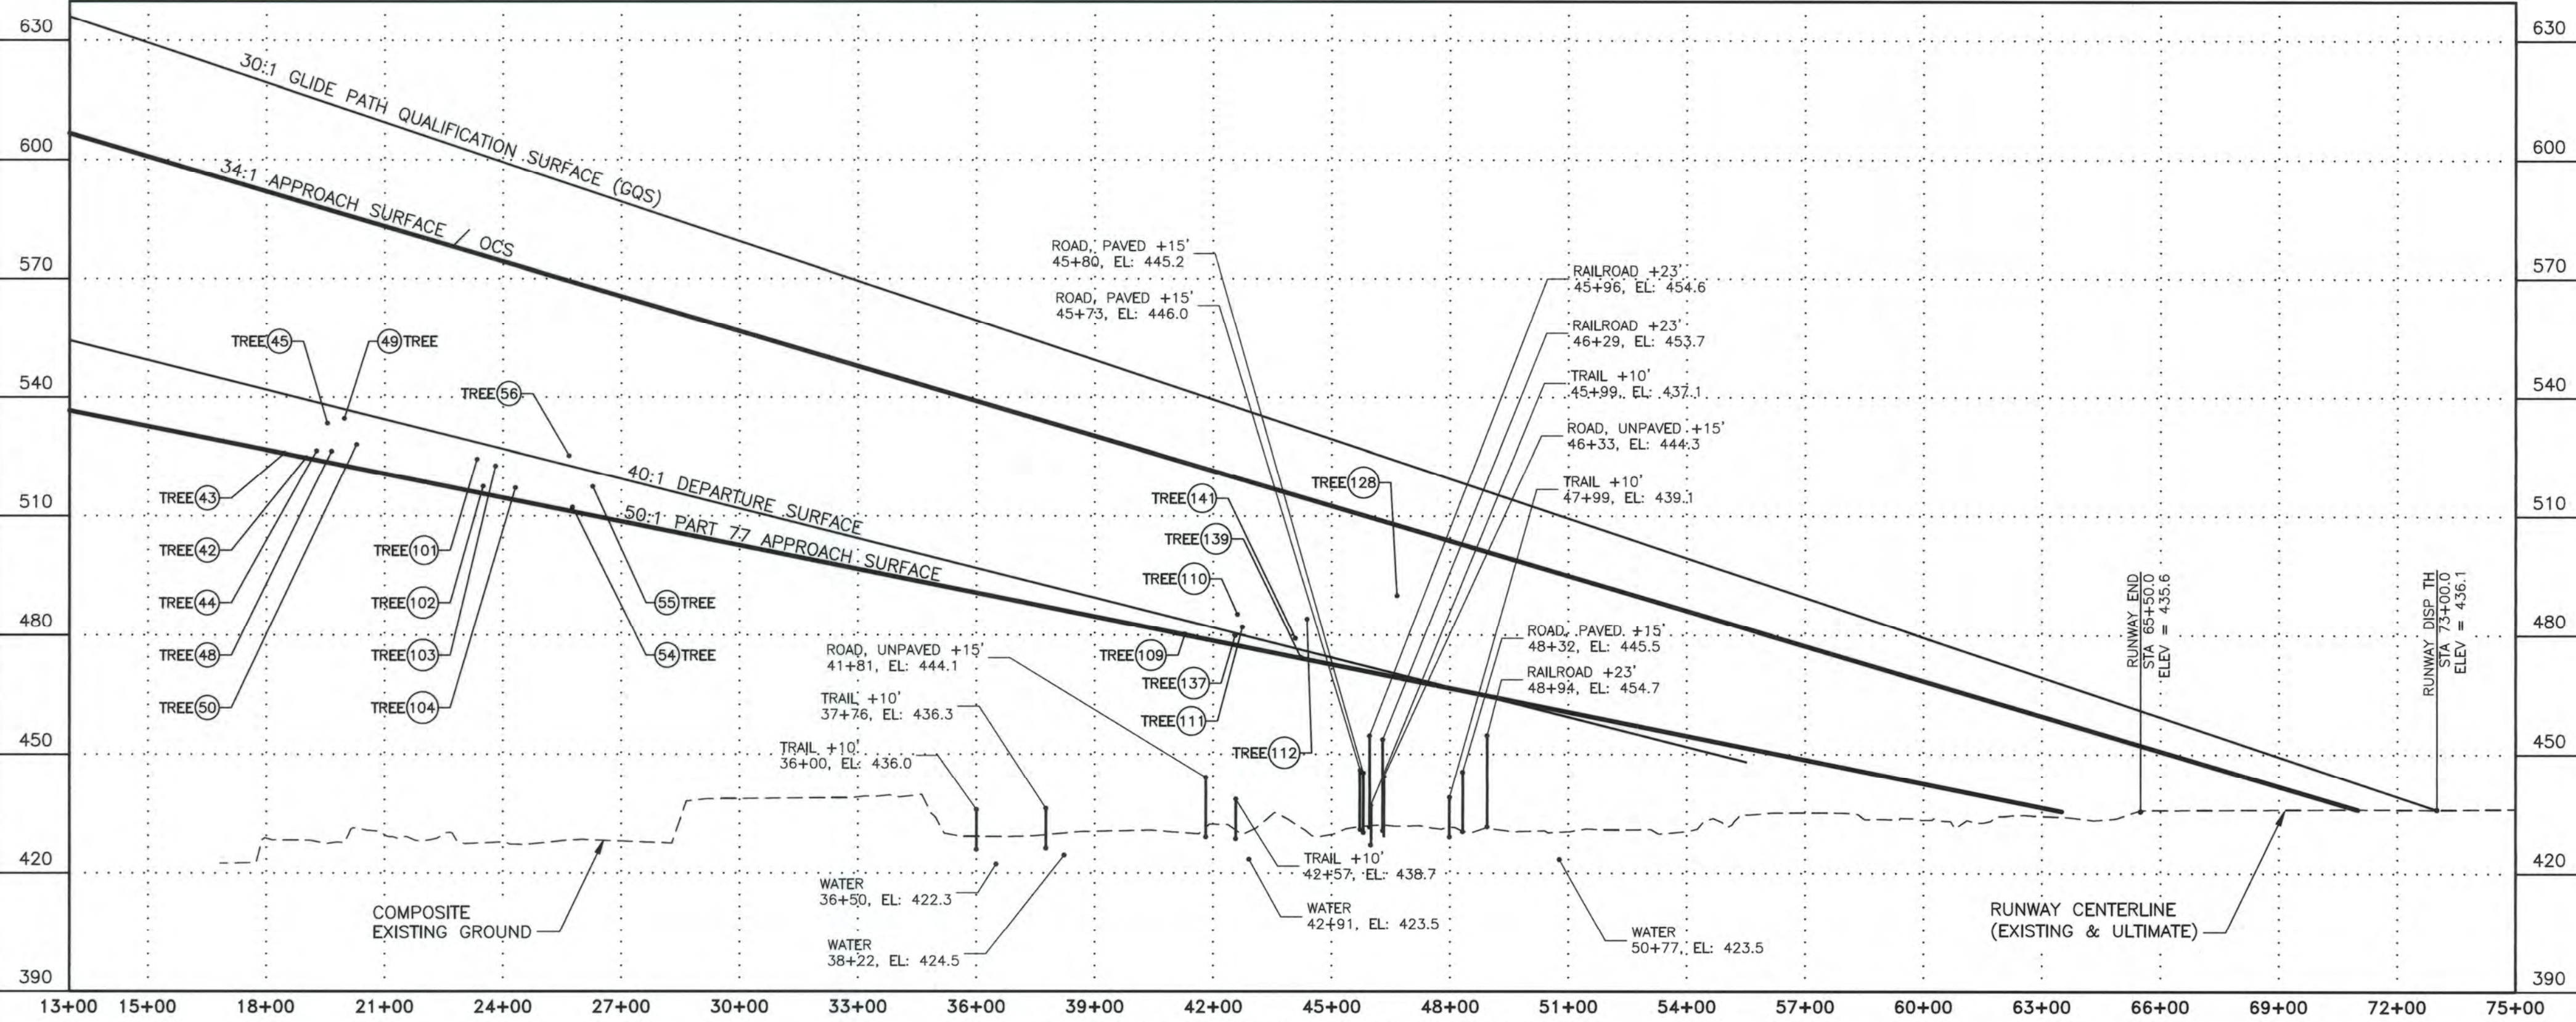 630
630
30:1 GLIDE PATH QUALIFICATION SURFACE (GQS)
600
600
34:1 APPROACH SURFACE / OCS
570
570
ROAD, PAVED +15'
45+80, EL: 445.2
ROAD, PAVED +15'
45+73, EL: 446.0
RAILROAD +23'
45+96, EL: 454.6
RAILROAD +23'
46+29, EL: 453.7
TRAIL +10'
45+99, EL: 437.1
ROAD, UNPAVED +15'
46+33, EL: 444.3
TRAIL +10'
47+99, EL: 439.1
540
540
TREE 45
49 TREE
TREE 56
40:1 DEPARTURE SURFACE
50:1 PART 77 APPROACH SURFACE
510
510
TREE 43
TREE 42
TREE 44
TREE 48
TREE 50
TREE 101
TREE 102
TREE 103
TREE 104
55 TREE
54 TREE
TREE 128
TREE 141
TREE 139
TREE 110
TREE 109
TREE 137
TREE 111
TREE 112
480
480
ROAD, PAVED +15'
48+32, EL: 445.5
RAILROAD +23'
48+94, EL: 454.7
RUNWAY END
STA 65+50.0
ELEV = 435.6
RUNWAY DISP TH
STA 73+00.0
ELEV = 436.1
ROAD, UNPAVED +15'
41+81, EL: 444.1
TRAIL +10'
37+76, EL: 436.3
TRAIL +10'
36+00, EL: 436.0
450
450
420
420
TRAIL +10'
42+57, EL: 438.7
WATER
36+50, EL: 422.3
WATER
42+91, EL: 423.5
WATER
38+22, EL: 424.5
WATER
50+77, EL: 423.5
COMPOSITE
EXISTING GROUND
RUNWAY CENTERLINE
(EXISTING & ULTIMATE)
390
390
13+00 15+00 18+00 21+00 24+00 27+00 30+00 33+00 36+00 39+00 42+00 45+00 48+00 51+00 54+00 57+00 60+00 63+00 66+00 69+00 72+00 75+00